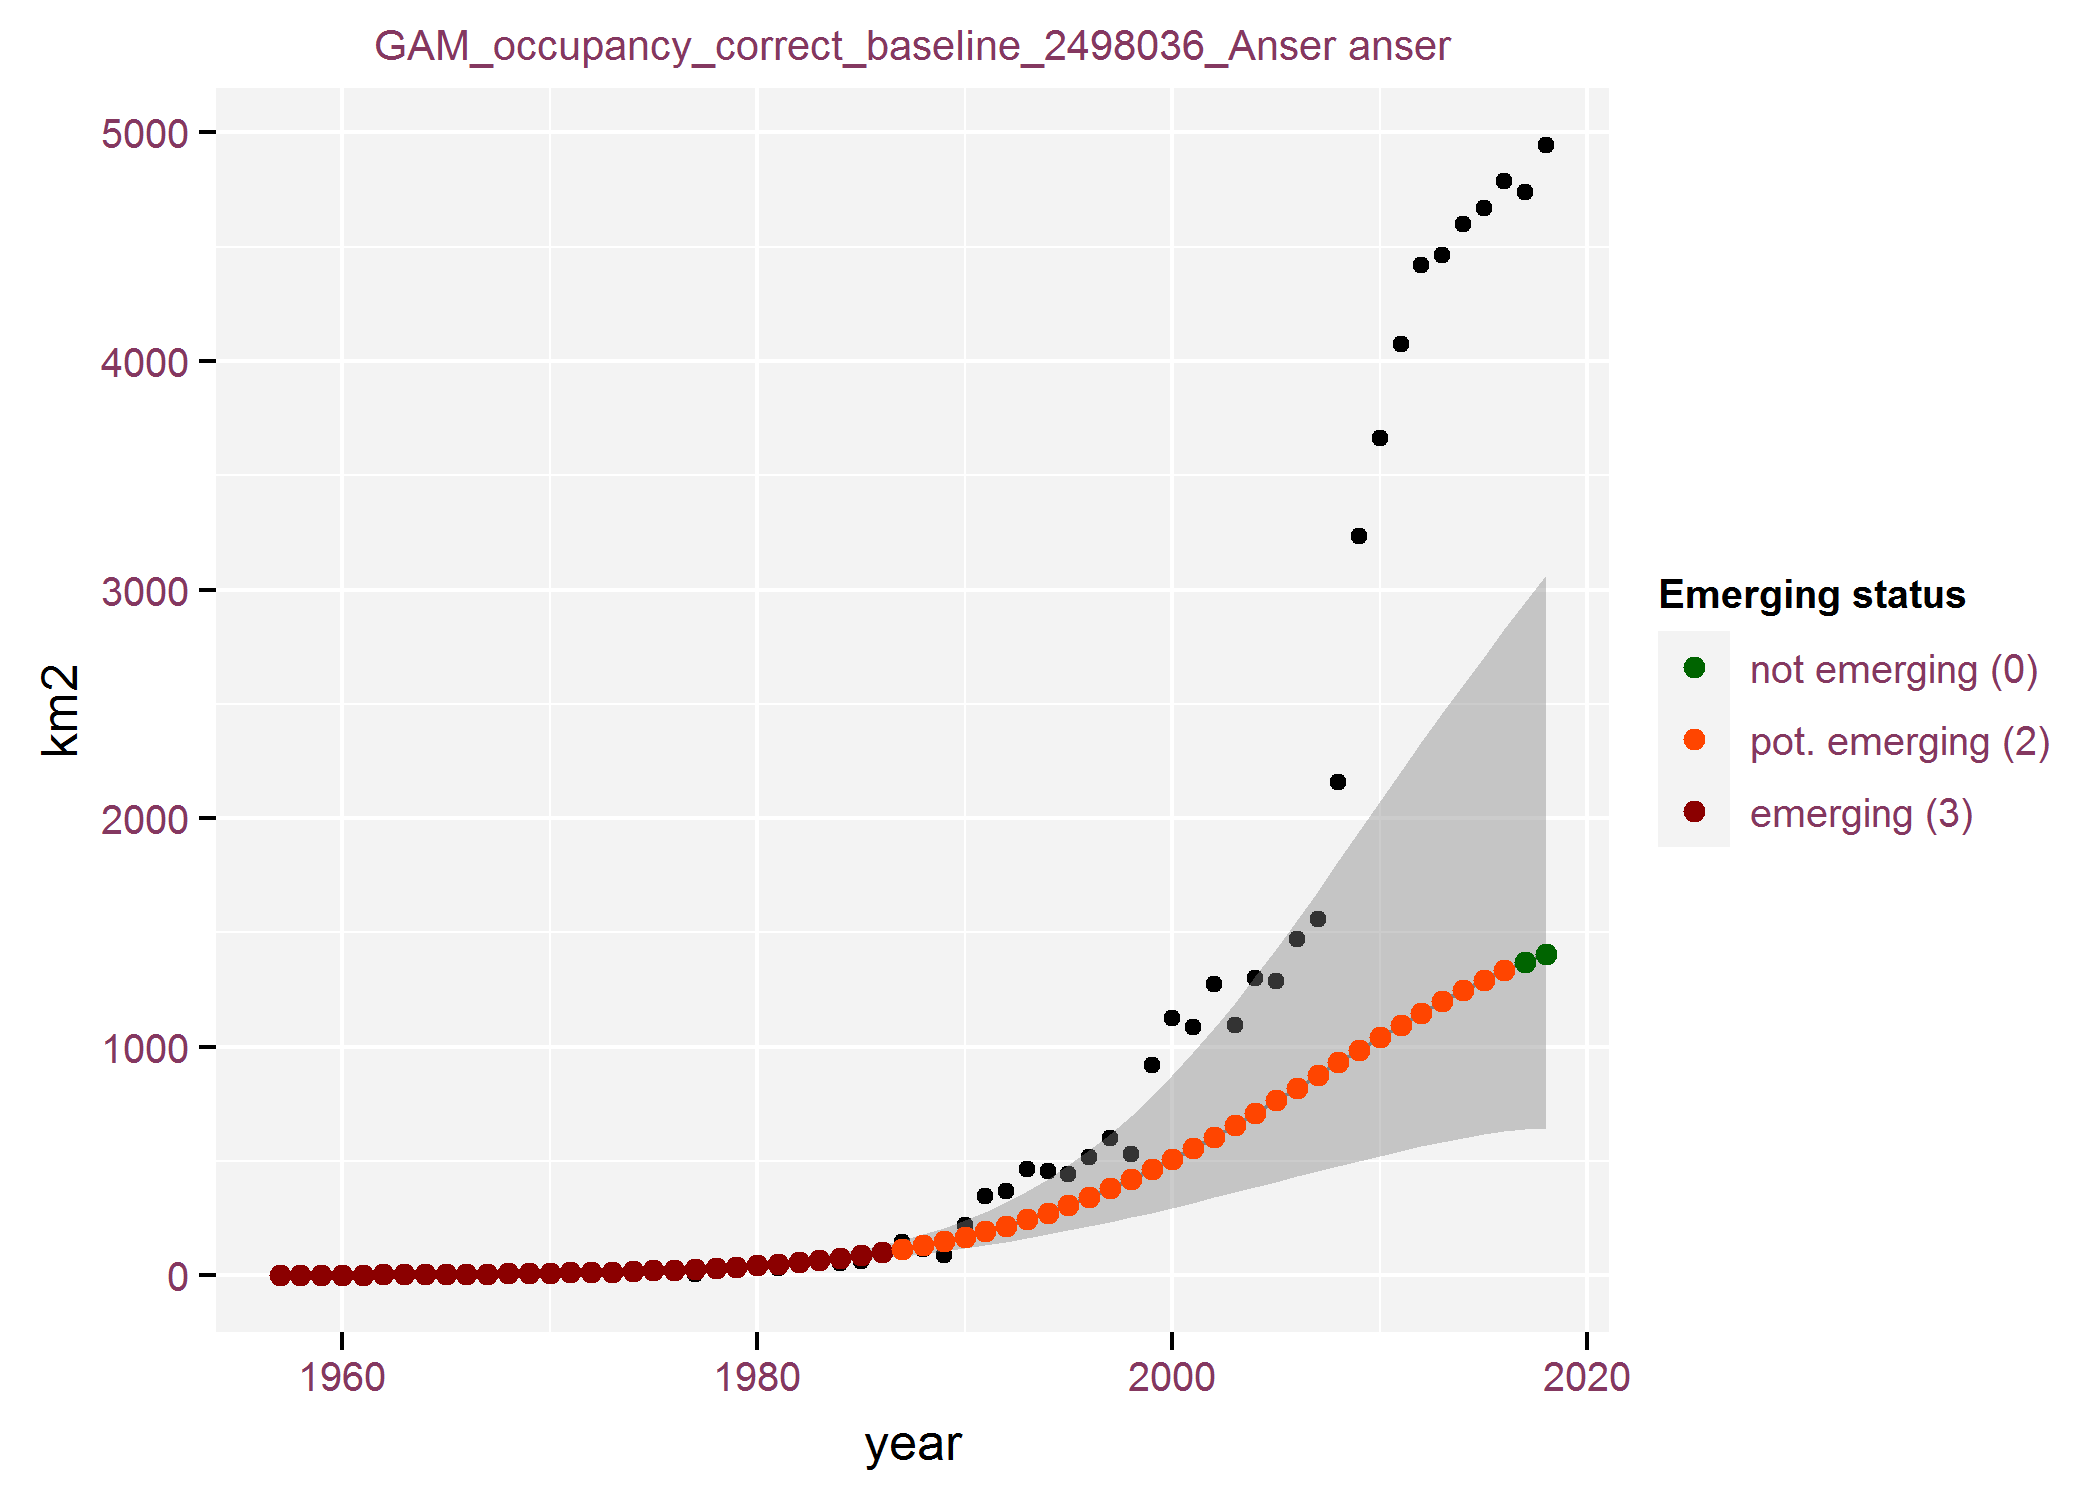 GAM_occupancy_correct_baseline_2498036_Anser anser
5000
4000
3000
2000
1000
0
km2
1960
1980
2000
2020
year
Emerging status
not emerging (0)
pot. emerging (2)
emerging (3)